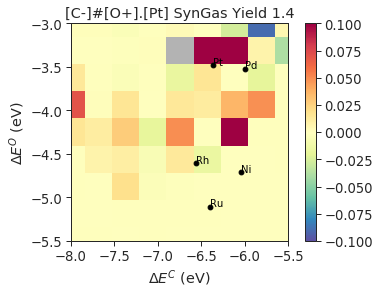 [C-]#[O+].[Pt] SynGas Yield 1.4
−3.0
−3.5
−4.0
−4.5
−5.0
−5.5
ΔE^O (eV)
Pt
Pd
Rh
Ni
Ru
−8.0 −7.5 −7.0 −6.5 −6.0 −5.5
ΔE^C (eV)
0.100
0.075
0.050
0.025
0.000
−0.025
−0.050
−0.075
−0.100